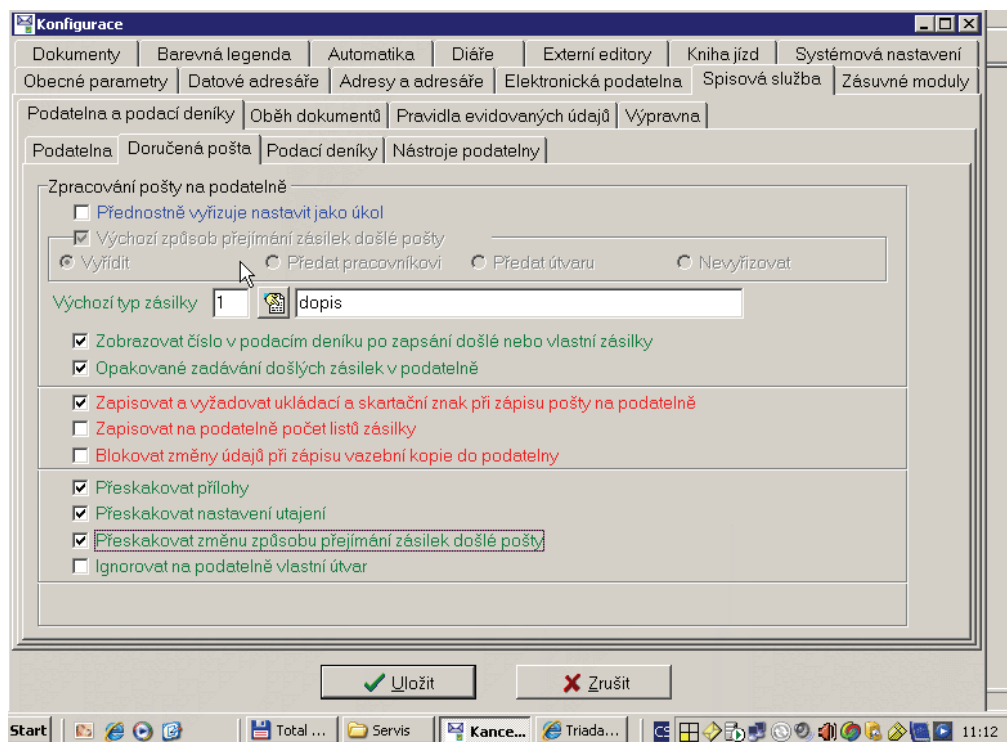 Konfigurace
Dokumenty Barevná legenda Automatika Diáře Externí editory Kniha jízd Systémová nastavení
Obecné parametry Datové adresáře Adresy a adresáře Elektronická podatelna Spisová služba Zásuvné moduly
Podatelna a podací deníky Oběh dokumentů Pravidla evidovaných údajů Výpravna
Podatelna Doručená pošta Podací deníky Nástroje podatelny
Zpracování pošty na podatelně
Přednostně vyřizuje nastavit jako úkol
Výchozí způsob přejímání zásilek došlé pošty
Vyřídit Předat pracovníkovi Předat útvaru Nevyřizovat
Výchozí typ zásilky 1 dopis
Zobrazovat číslo v podacím deníku po zapsání došlé nebo vlastní zásilky
Opakované zadávání došlých zásilek v podatelně
Zapisovat a vyžadovat ukládací a skartační znak při zápisu pošty na podatelně
Zapisovat na podatelně počet listů zásilky
Blokovat změny údajů při zápisu vazební kopie do podatelny
Přeskakovat přílohy
Přeskakovat nastavení utajení
Přeskakovat změnu způsobu přejímání zásilek došlé pošty
Ignorovat na podatelně vlastní útvar
Uložit Zrušit
Start Total ... Servis Kance... Triada... CS 11:12